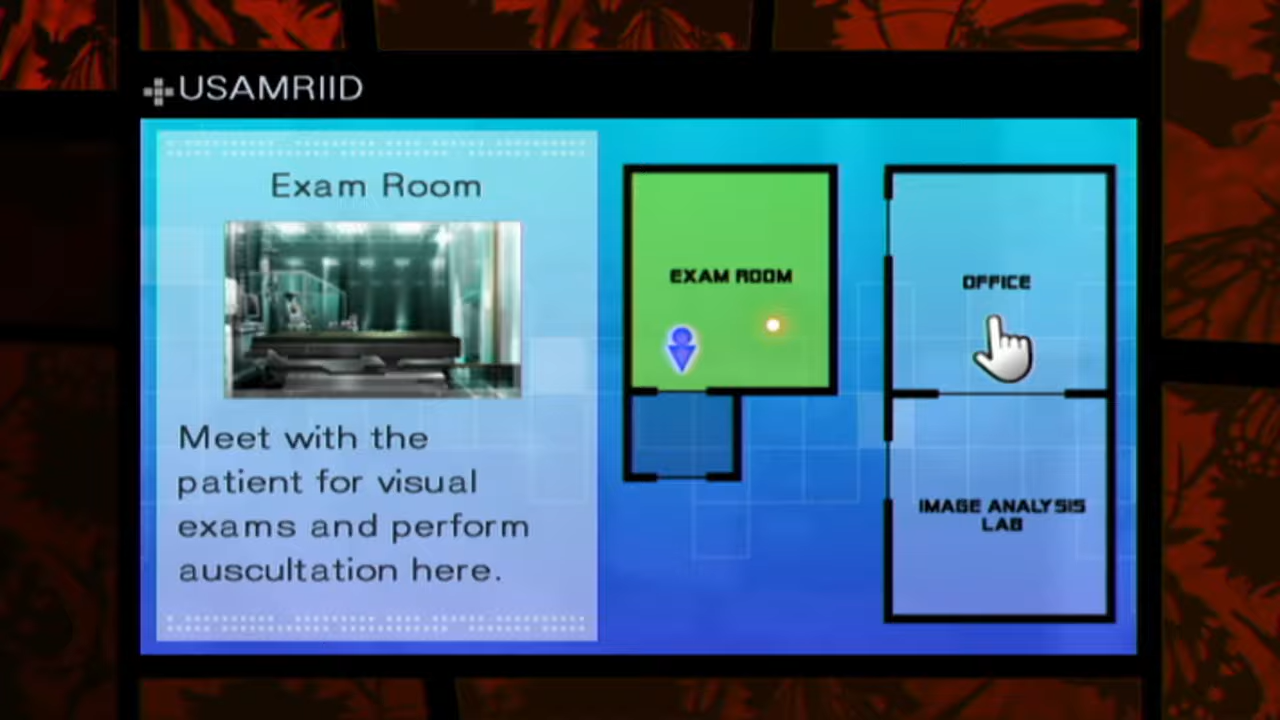 USAMRIID
Exam Room
Meet with the
patient for visual
exams and perform
auscultation here.
EXAM ROOM
OFFICE
IMAGE ANALYSIS
LAB